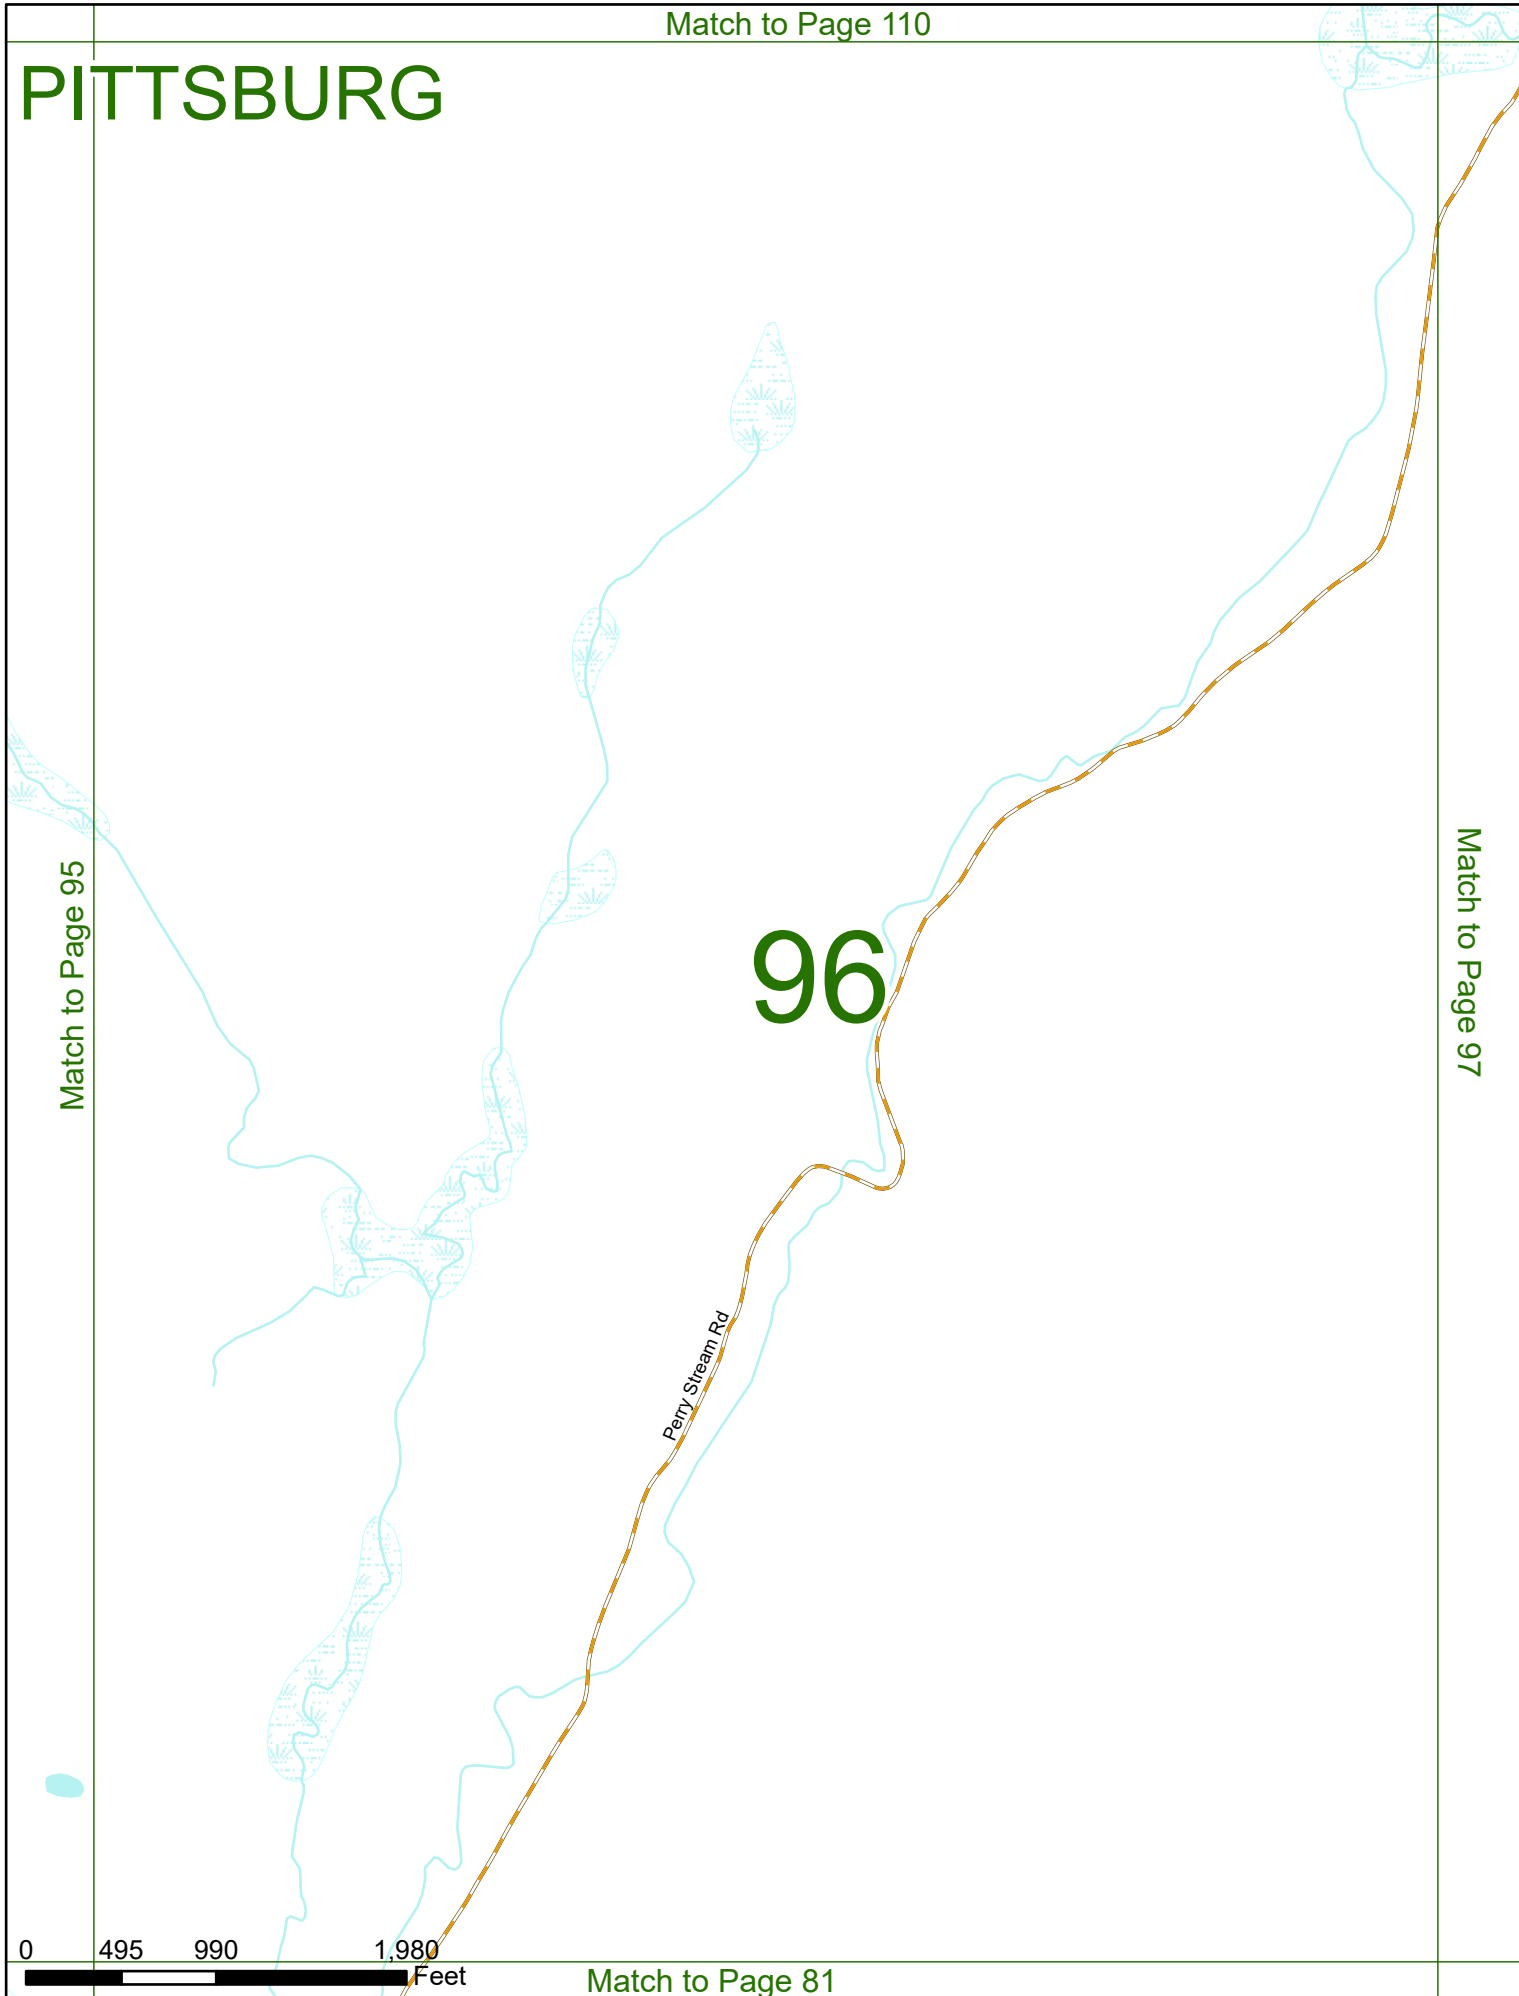 Match to Page 110
PITTSBURG
Match to Page 95
Match to Page 97
96
Perry Stream Rd
0 495 990 1,980
Feet
Match to Page 81